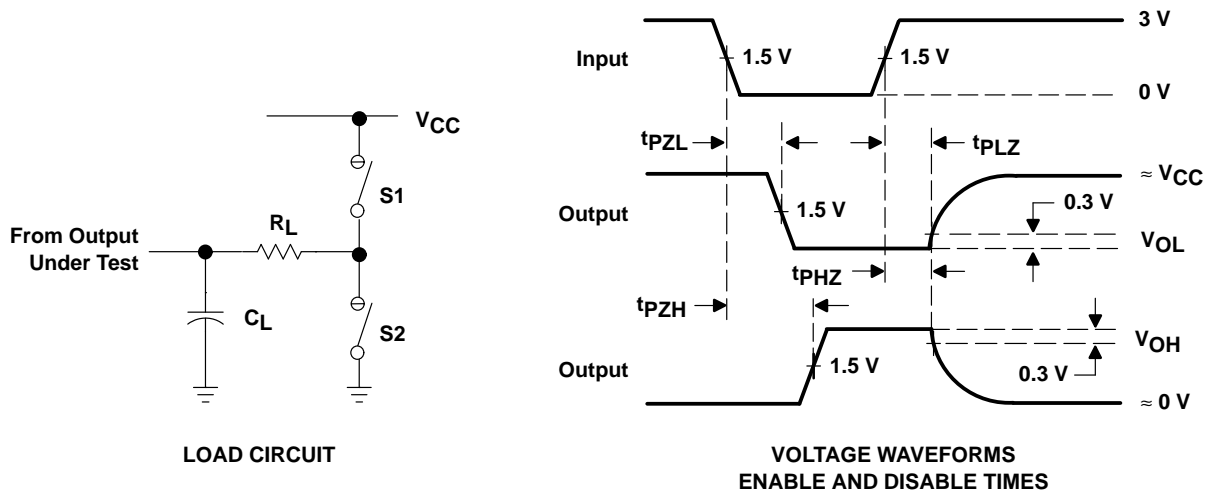 VCC
S1
RL
From Output
Under Test
CL
S2
LOAD CIRCUIT
3 V
Input
1.5 V
1.5 V
0 V
tPZL
tPLZ
≈ VCC
0.3 V
Output
1.5 V
VOL
tPHZ
tPZH
VOH
Output
1.5 V
0.3 V
≈ 0 V
VOLTAGE WAVEFORMS
ENABLE AND DISABLE TIMES